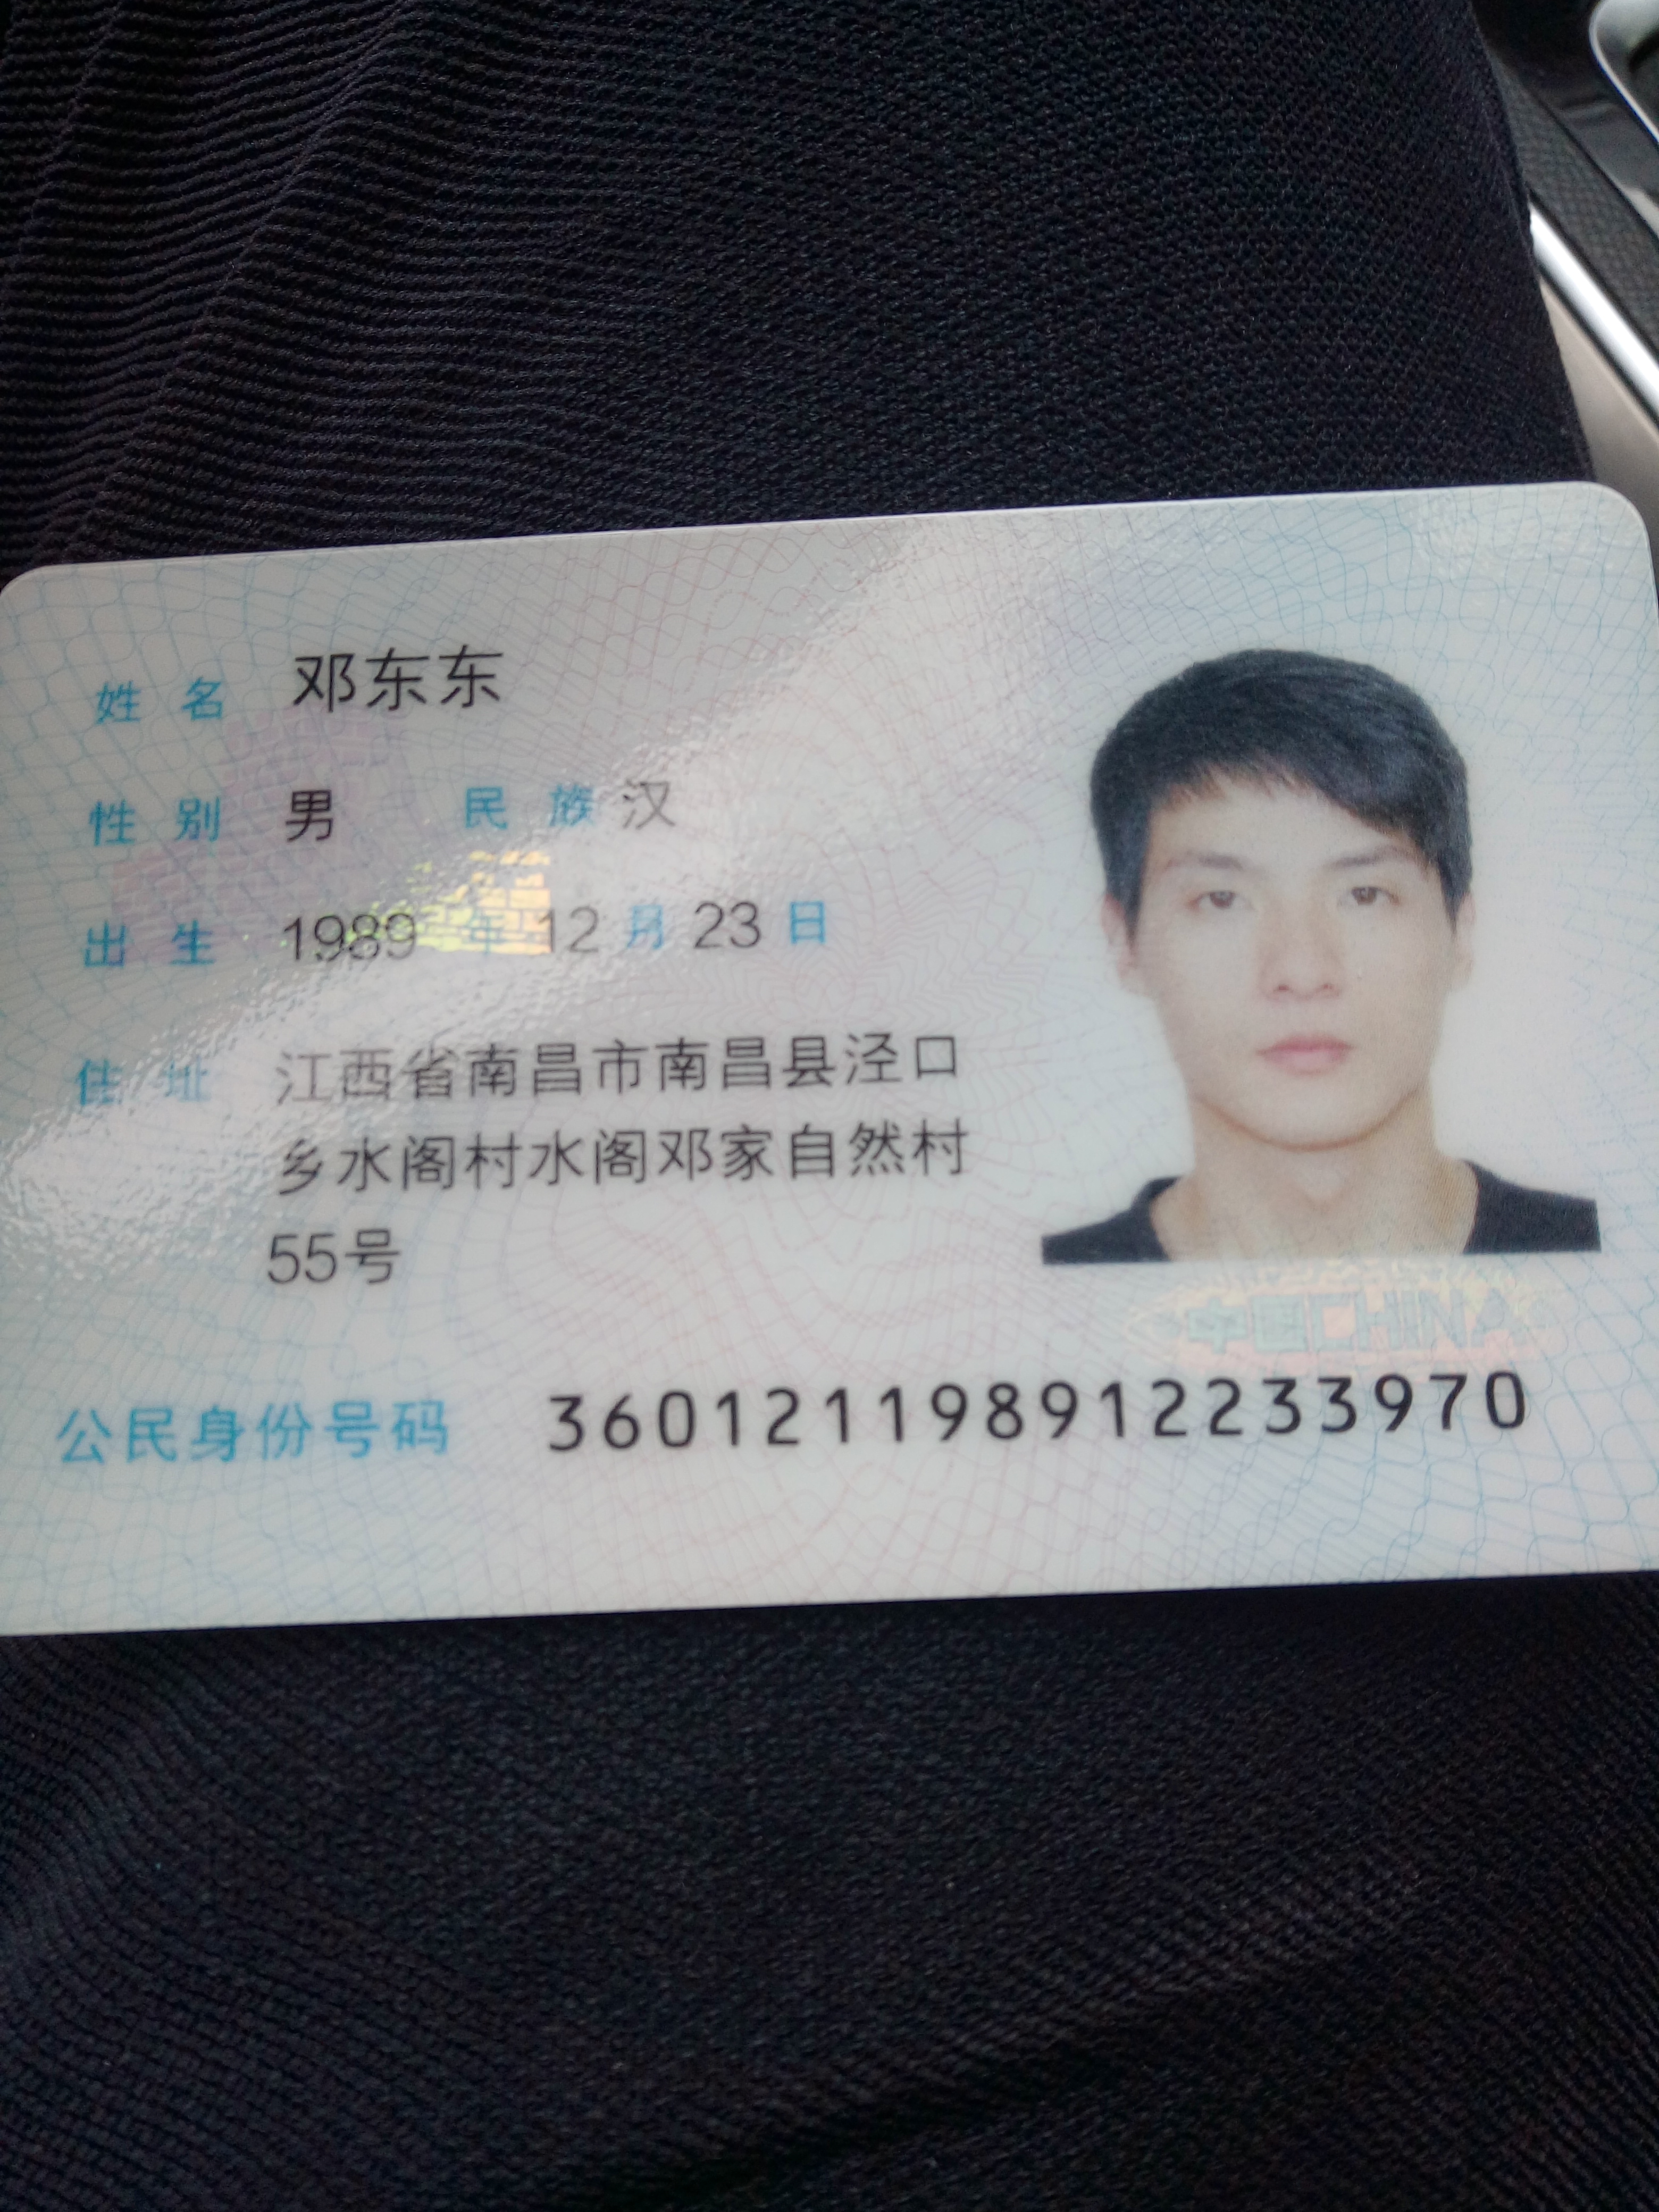 姓名 邓东东
性别 男 民族 汉
出生 1989 年 12 月 23 日
住址 江西省南昌市南昌县泾口
乡水阁村水阁邓家自然村
55号
中国CHINA
公民身份号码 360121198912233970